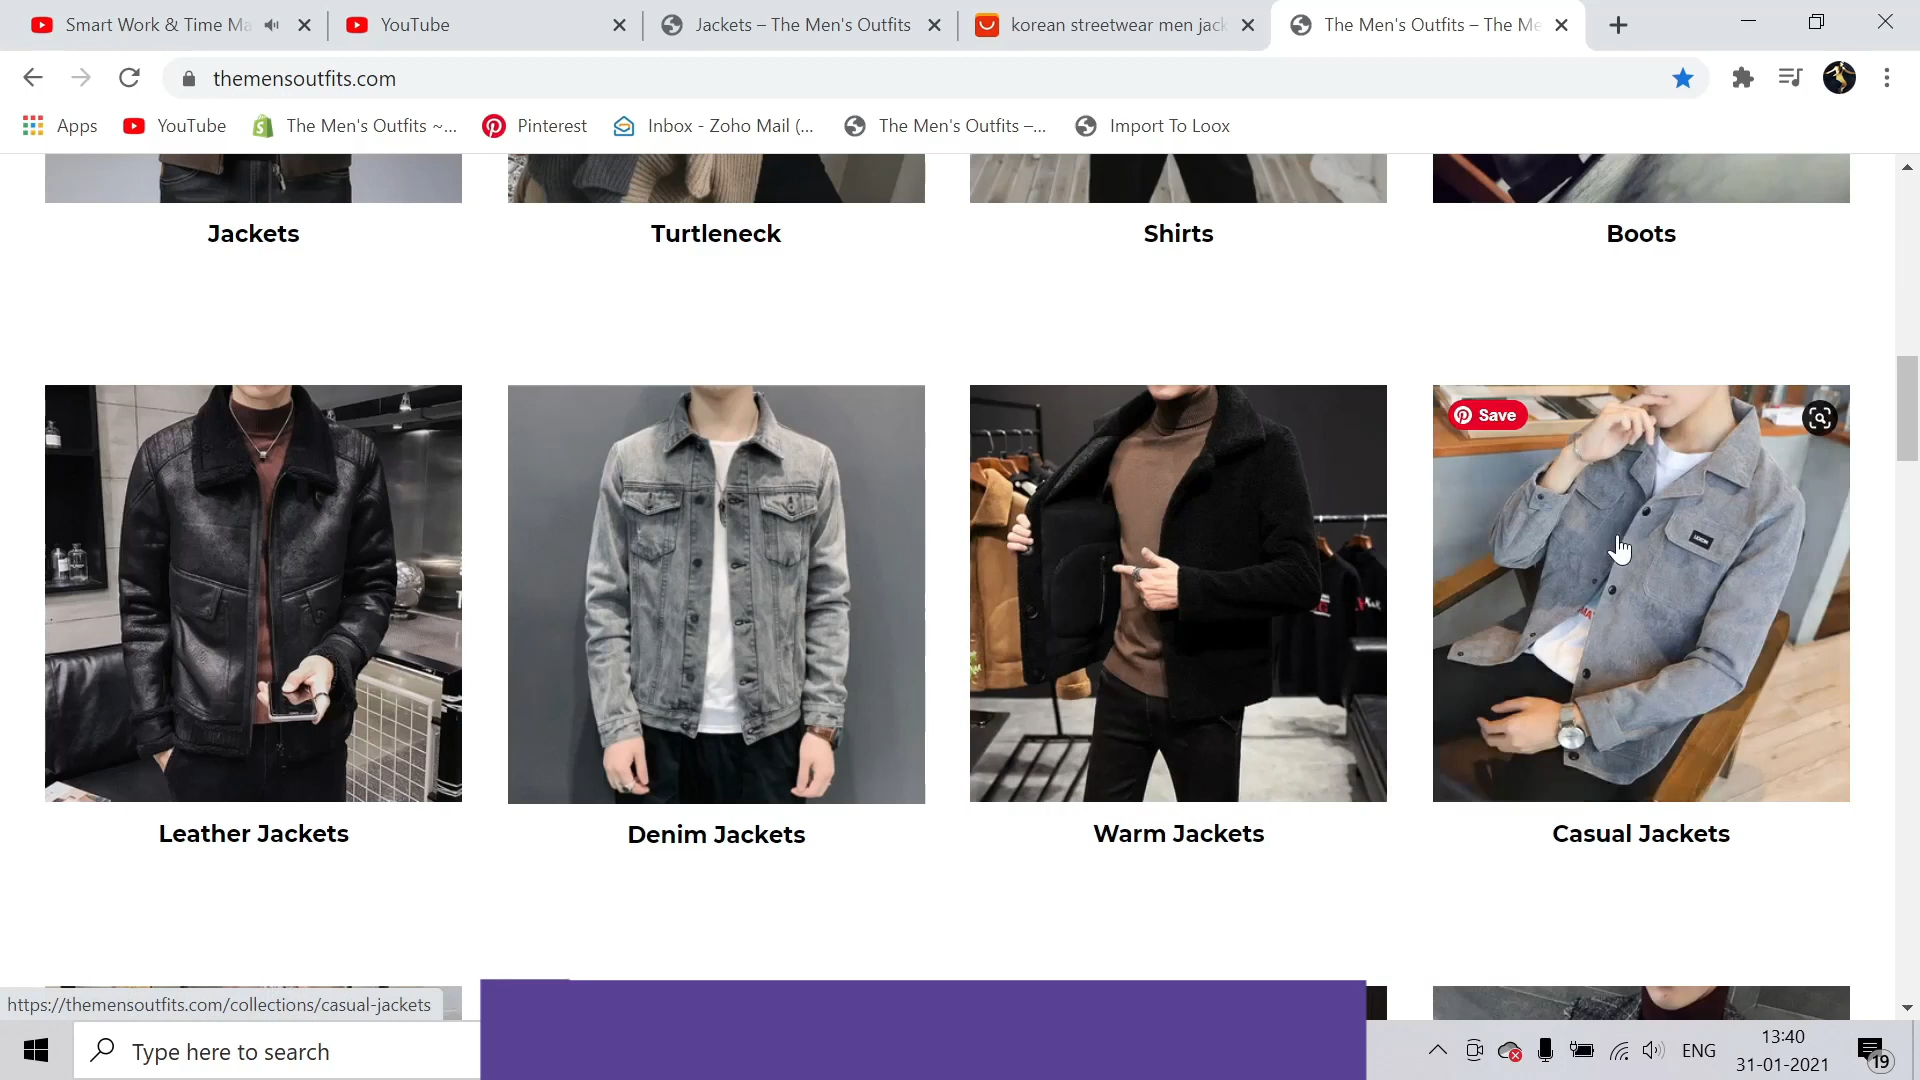 Smart Work & Time Ma
YouTube
Jackets – The Men's Outfits
korean streetwear men jack
The Men's Outfits – The Me
themensoutfits.com
Apps
YouTube
The Men's Outfits ~...
Pinterest
Inbox - Zoho Mail (...
The Men's Outfits –...
Import To Loox
Jackets
Turtleneck
Shirts
Boots
Save
Leather Jackets
Denim Jackets
Warm Jackets
Casual Jackets
https://themensoutfits.com/collections/casual-jackets
Type here to search
ENG
13:40
31-01-2021
19